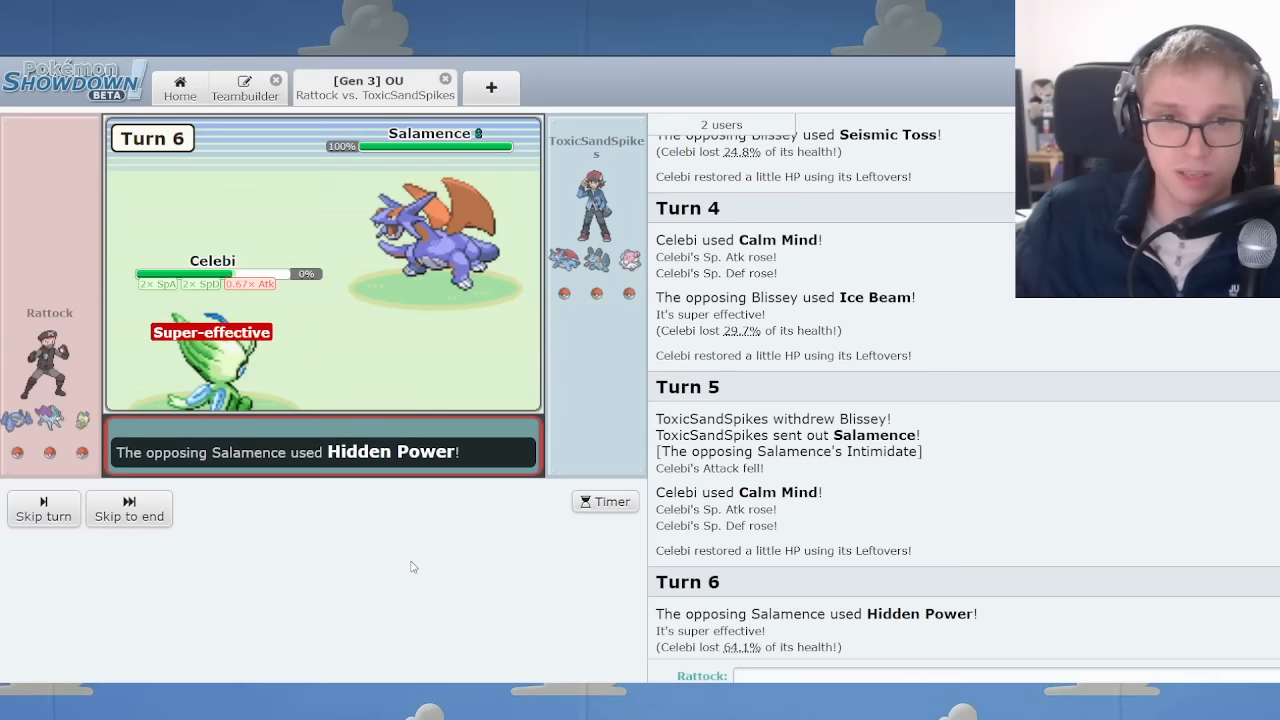 Pokémon
SHOWDOWN!
BETA
Home
Teambuilder
[Gen 3] OU
Rattock vs. ToxicSandSpikes
+
Turn 6
Salamence
100%
Celebi
0%
2× SpA 2× SpD 0.67× Atk
Super-effective
The opposing Salamence used Hidden Power!
Rattock
ToxicSandSpike
s
Skip turn
Skip to end
Timer
2 users
The opposing Blissey used Seismic Toss!
(Celebi lost 24.8% of its health!)
Celebi restored a little HP using its Leftovers!
Turn 4
Celebi used Calm Mind!
Celebi's Sp. Atk rose!
Celebi's Sp. Def rose!
The opposing Blissey used Ice Beam!
It's super effective!
(Celebi lost 29.7% of its health!)
Celebi restored a little HP using its Leftovers!
Turn 5
ToxicSandSpikes withdrew Blissey!
ToxicSandSpikes sent out Salamence!
[The opposing Salamence's Intimidate]
Celebi's Attack fell!
Celebi used Calm Mind!
Celebi's Sp. Atk rose!
Celebi's Sp. Def rose!
Celebi restored a little HP using its Leftovers!
Turn 6
The opposing Salamence used Hidden Power!
It's super effective!
(Celebi lost 64.1% of its health!)
Rattock:
JU